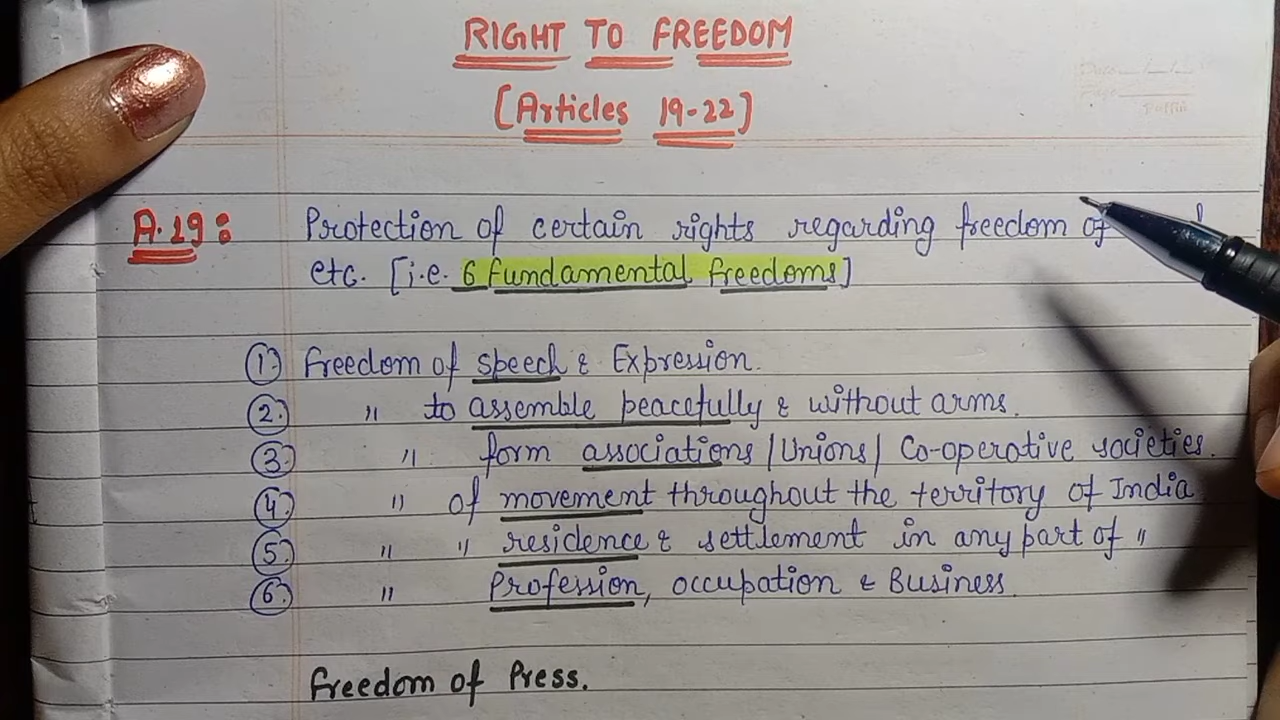 RIGHT TO FREEDOM
[Articles 19-22]
A.19: Protection of certain rights regarding freedom of
etc. [i.e. 6 fundamental freedoms]
1. Freedom of speech & Expression.
2. " to assemble peacefully & without arms.
3. " form associations/Unions/Co-operative societies.
4. " of movement throughout the territory of India
5. " " residence & settlement in any part of "
6. " Profession, occupation & Business.
Freedom of Press.